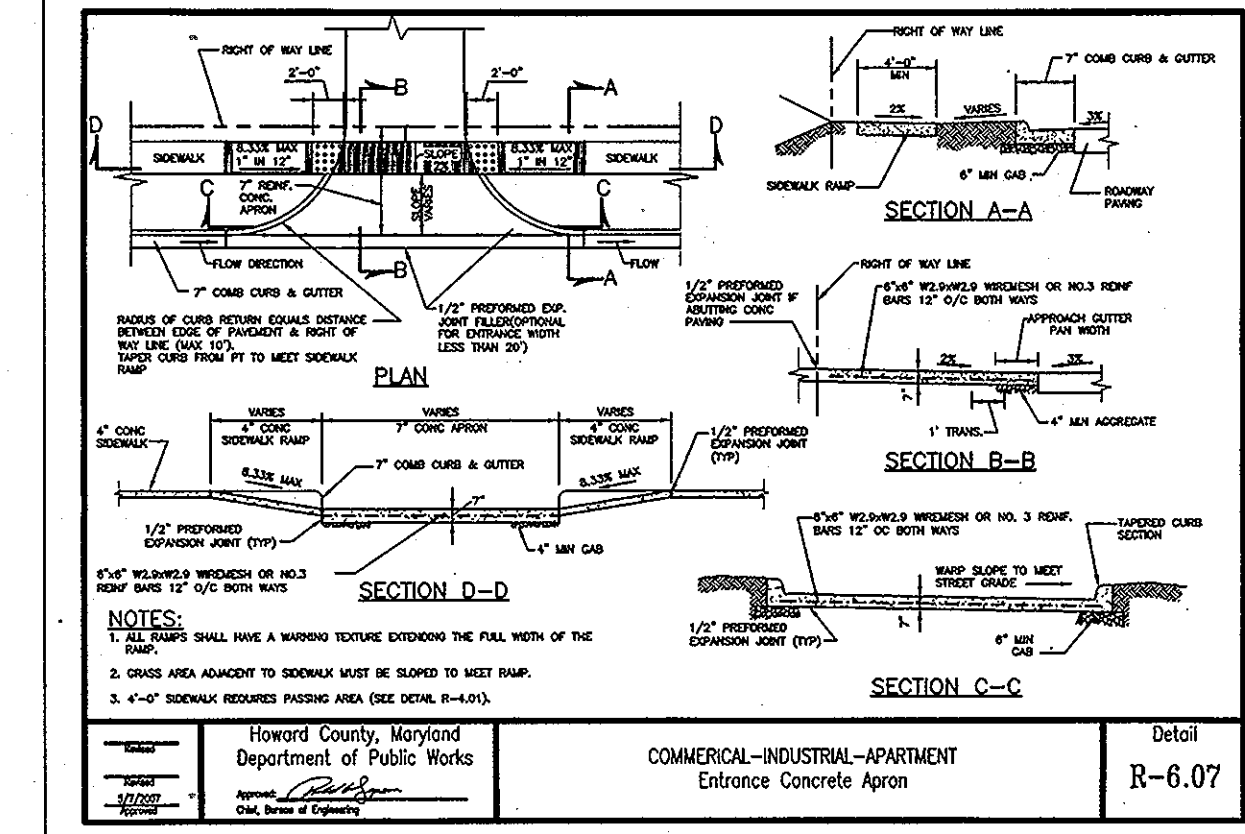 RIGHT OF WAY LINE
2'-0"
B
2'-0"
A
D
D
SIDEWALK
8.33% MAX
1" IN 12"
SLOPE
2%
8.33% MAX
1" IN 12"
SIDEWALK
C
7" REINF.
CONC.
APRON
SLOPE
VARIES
C
FLOW DIRECTION
B
A
FLOW
7" COMB CURB & GUTTER
RADIUS OF CURB RETURN EQUALS DISTANCE
BETWEEN EDGE OF PAVEMENT & RIGHT OF
WAY LINE (MAX 10').
TAPER CURB FROM PT TO MEET SIDEWALK
RAMP
1/2" PREFORMED EXP.
JOINT FILLER(OPTIONAL
FOR ENTRANCE WIDTH
LESS THAN 20')
PLAN
RIGHT OF WAY LINE
4'-0"
MIN
7" COMB CURB & GUTTER
2%
VARIES
3%
SIDEWALK RAMP
6" MIN GAB
ROADWAY
PAVING
SECTION A-A
1/2" PREFORMED
EXPANSION JOINT IF
ABUTTING CONC
PAVING
RIGHT OF WAY LINE
6"x6" W2.9xW2.9 WIREMESH OR NO.3 REINF
BARS 12" O/C BOTH WAYS
APPROACH GUTTER
PAN WIDTH
2%
3%
7"
1' TRANS.
4" MIN AGGREGATE
SECTION B-B
4" CONC
SIDEWALK
VARIES
4" CONC
SIDEWALK RAMP
VARIES
7" CONC APRON
VARIES
4" CONC
SIDEWALK RAMP
1/2" PREFORMED
EXPANSION JOINT
(TYP)
8.33% MAX
7" COMB CURB & GUTTER
8.33% MAX
7"
1/2" PREFORMED
EXPANSION JOINT (TYP)
4" MIN GAB
6"x6" W2.9xW2.9 WIREMESH OR NO.3
REINF BARS 12" O/C BOTH WAYS
SECTION D-D
6"x6" W2.9xW2.9 WIREMESH OR NO. 3 REINF.
BARS 12" OC BOTH WAYS
TAPERED CURB
SECTION
WARP SLOPE TO MEET
STREET GRADE
1/2" PREFORMED
EXPANSION JOINT (TYP)
7"
6" MIN
GAB
SECTION C-C
NOTES:
1. ALL RAMPS SHALL HAVE A WARNING TEXTURE EXTENDING THE FULL WIDTH OF THE
RAMP.
2. GRASS AREA ADJACENT TO SIDEWALK MUST BE SLOPED TO MEET RAMP.
3. 4'-0" SIDEWALK REQUIRES PASSING AREA (SEE DETAIL R-4.01).
Revised
Revised
5/7/2007
Approved
Howard County, Maryland
Department of Public Works
Approved:
Chief, Bureau of Engineering
COMMERICAL-INDUSTRIAL-APARTMENT
Entrance Concrete Apron
Detail
R-6.07